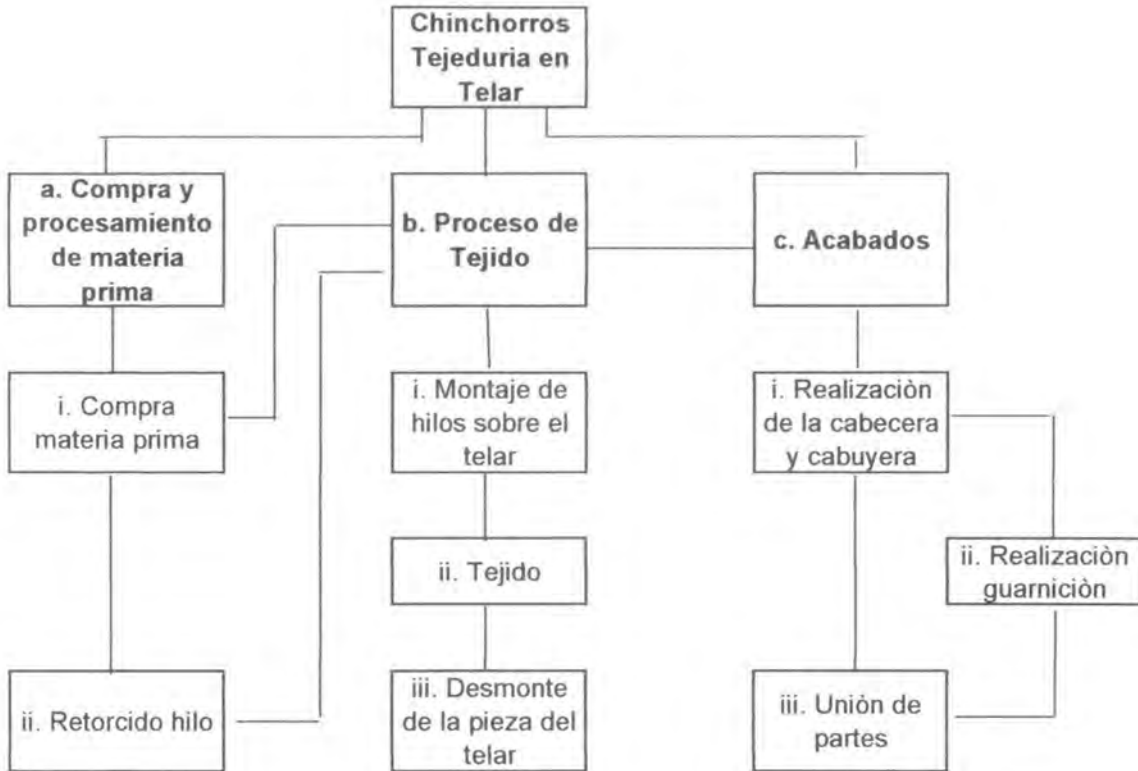 Chinchorros
Tejeduria en
Telar
a. Compra y
procesamiento
de materia
prima
b. Proceso de
Tejido
c. Acabados
i. Compra
materia prima
i. Montaje de
hilos sobre el
telar
i. Realizaciòn
de la cabecera
y cabuyera
ii. Tejido
ii. Realizaciòn
guarniciòn
ii. Retorcido hilo
iii. Desmonte
de la pieza del
telar
iii. Uniòn de
partes